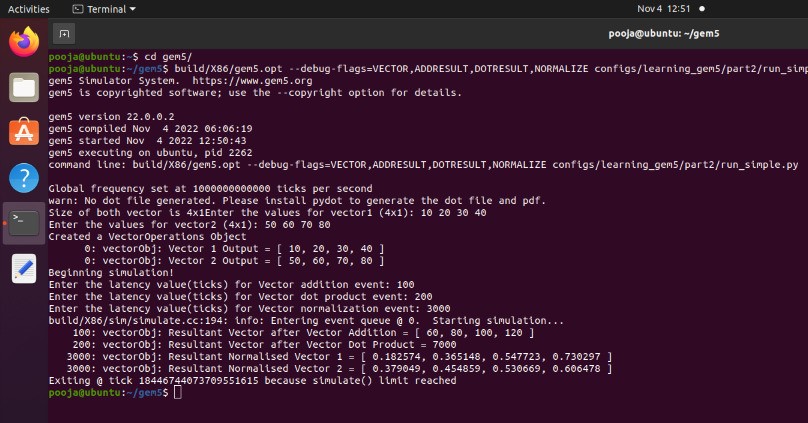 Activities
Terminal
Nov 4 12:51
pooja@ubuntu: ~/gem5
pooja@ubuntu:~$ cd gem5/
pooja@ubuntu:~/gem5$ build/X86/gem5.opt --debug-flags=VECTOR,ADDRESULT,DOTRESULT,NORMALIZE configs/learning_gem5/part2/run_simp
gem5 Simulator System.  https://www.gem5.org
gem5 is copyrighted software; use the --copyright option for details.
gem5 version 22.0.0.2
gem5 compiled Nov  4 2022 06:06:19
gem5 started Nov  4 2022 12:50:43
gem5 executing on ubuntu, pid 2262
command line: build/X86/gem5.opt --debug-flags=VECTOR,ADDRESULT,DOTRESULT,NORMALIZE configs/learning_gem5/part2/run_simple.py
Global frequency set at 1000000000000 ticks per second
warn: No dot file generated. Please install pydot to generate the dot file and pdf.
Size of both vector is 4x1Enter the values for vector1 (4x1): 10 20 30 40
Enter the values for vector2 (4x1): 50 60 70 80
Created a VectorOperations Object
0: vectorObj: Vector 1 Output = [ 10, 20, 30, 40 ]
0: vectorObj: Vector 2 Output = [ 50, 60, 70, 80 ]
Beginning simulation!
Enter the latency value(ticks) for Vector addition event: 100
Enter the latency value(ticks) for Vector dot product event: 200
Enter the latency value(ticks) for Vector normalization event: 3000
build/X86/sim/simulate.cc:194: info: Entering event queue @ 0.  Starting simulation...
100: vectorObj: Resultant Vector after Vector Addition = [ 60, 80, 100, 120 ]
200: vectorObj: Resultant Vector after Vector Dot Product = 7000
3000: vectorObj: Resultant Normalised Vector 1 = [ 0.182574, 0.365148, 0.547723, 0.730297 ]
3000: vectorObj: Resultant Normalised Vector 2 = [ 0.379049, 0.454859, 0.530669, 0.606478 ]
Exiting @ tick 18446744073709551615 because simulate() limit reached
pooja@ubuntu:~/gem5$